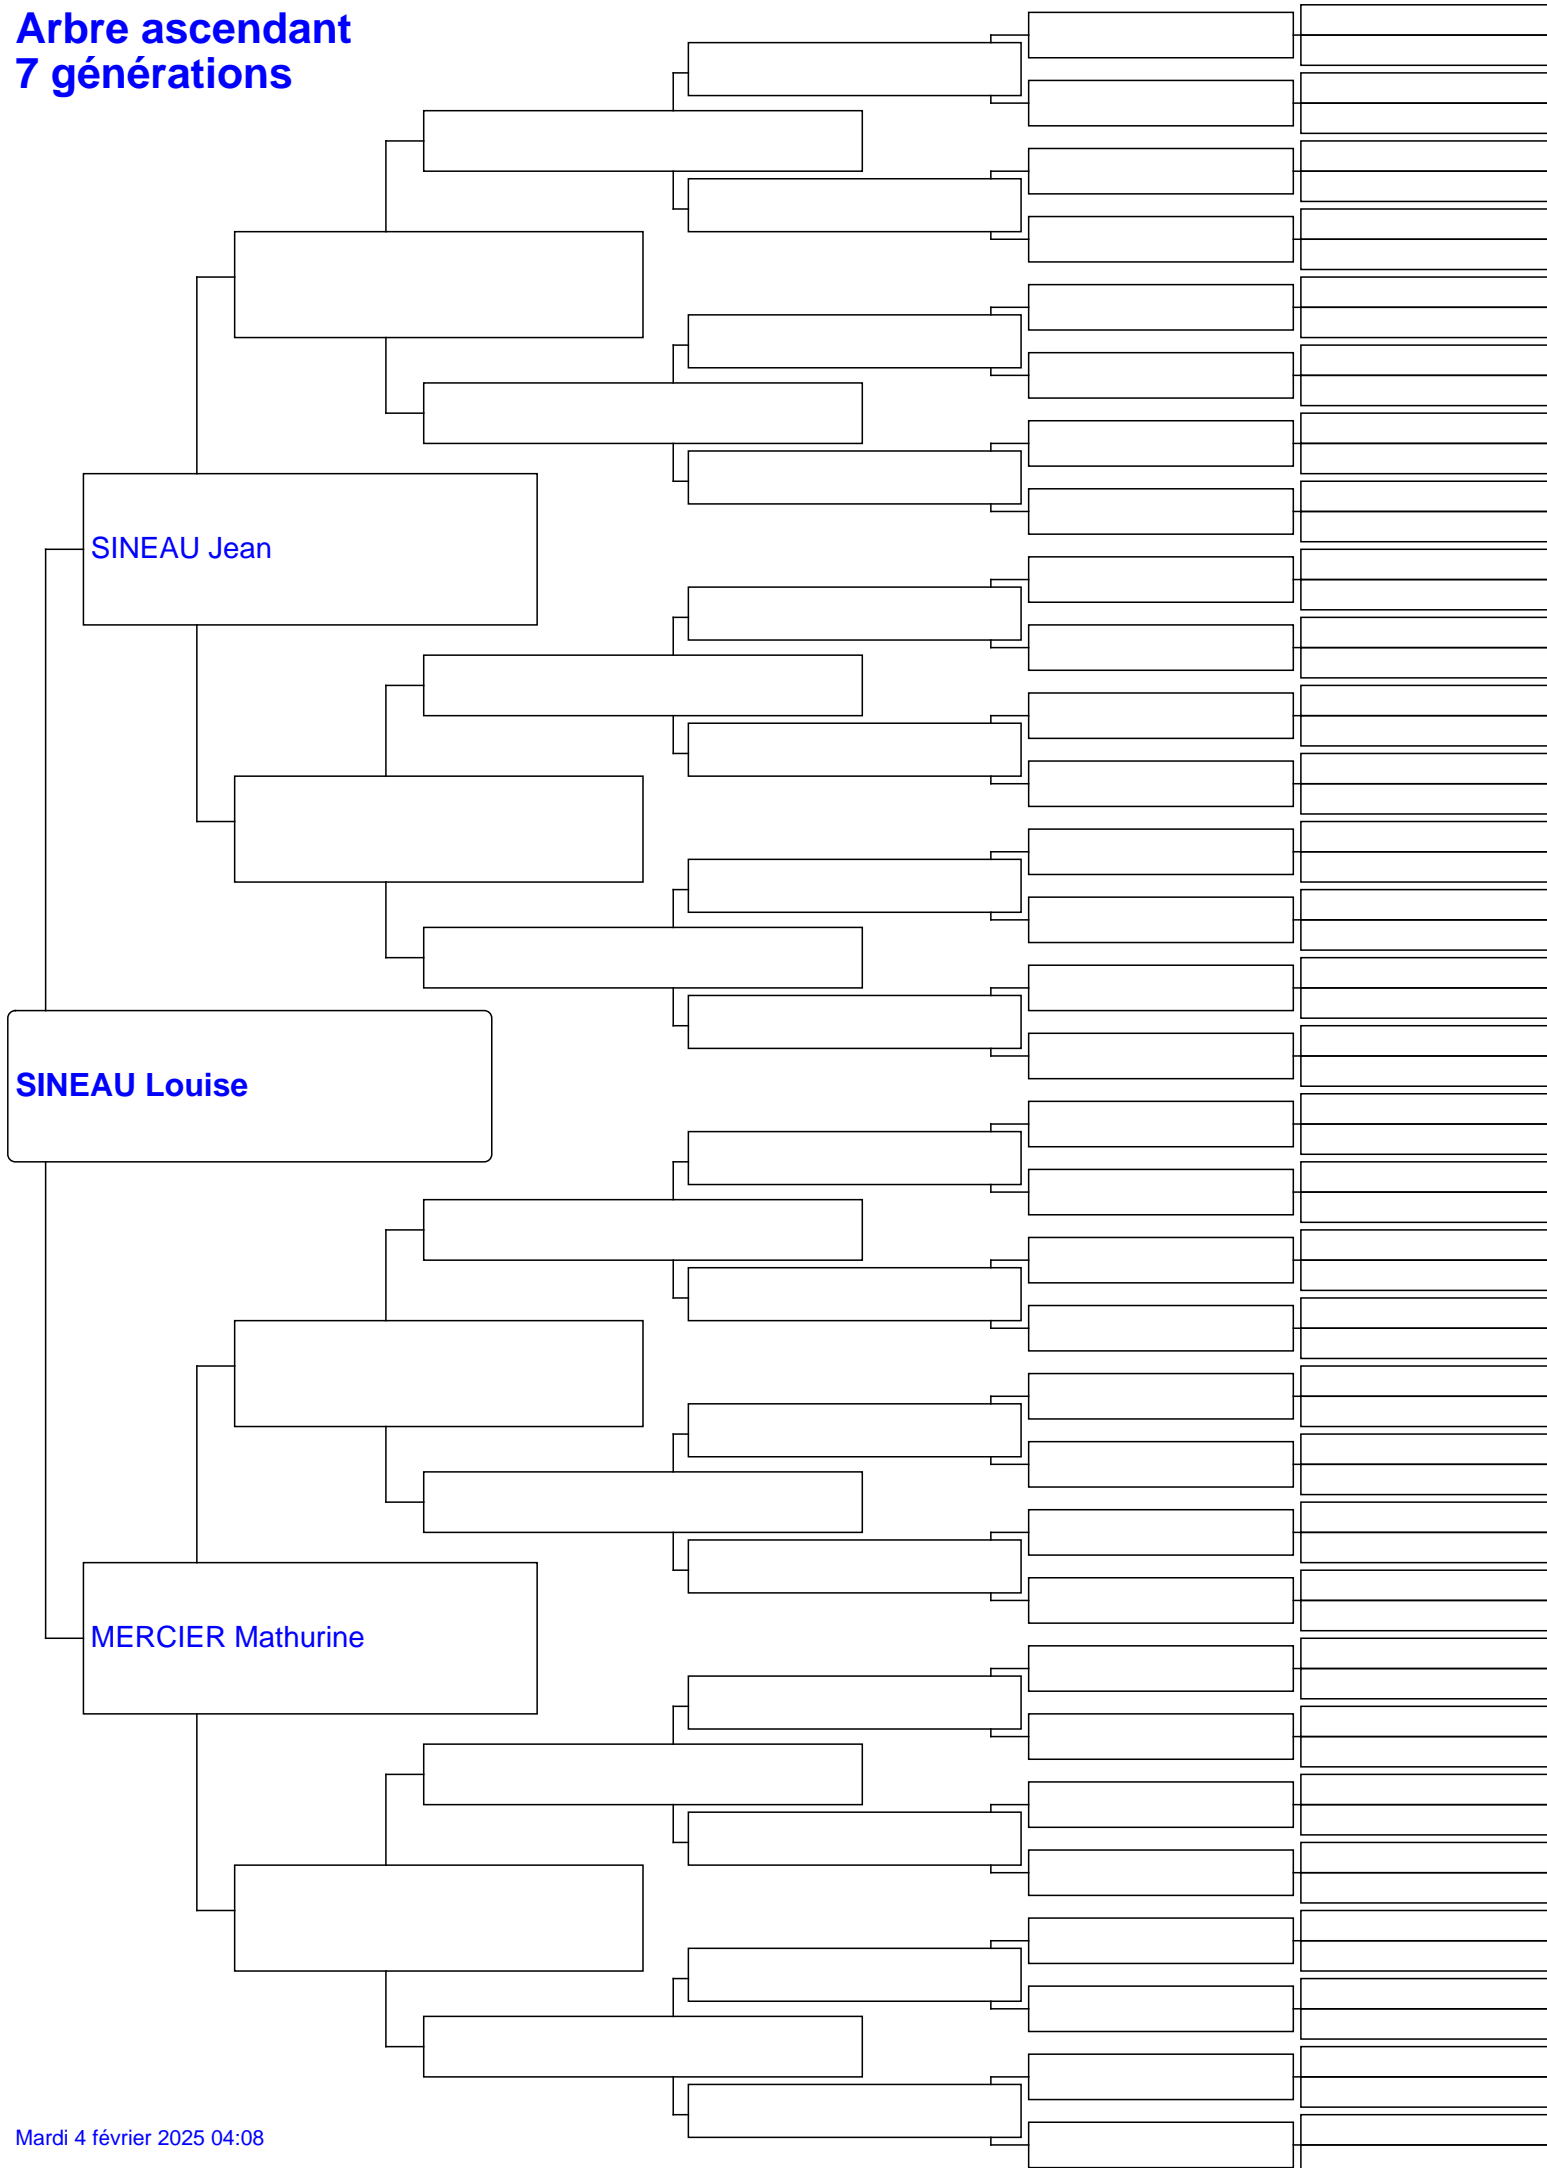 Arbre ascendant
7 générations
SINEAU Jean
SINEAU Louise
MERCIER Mathurine
Mardi 4 février 2025 04:08